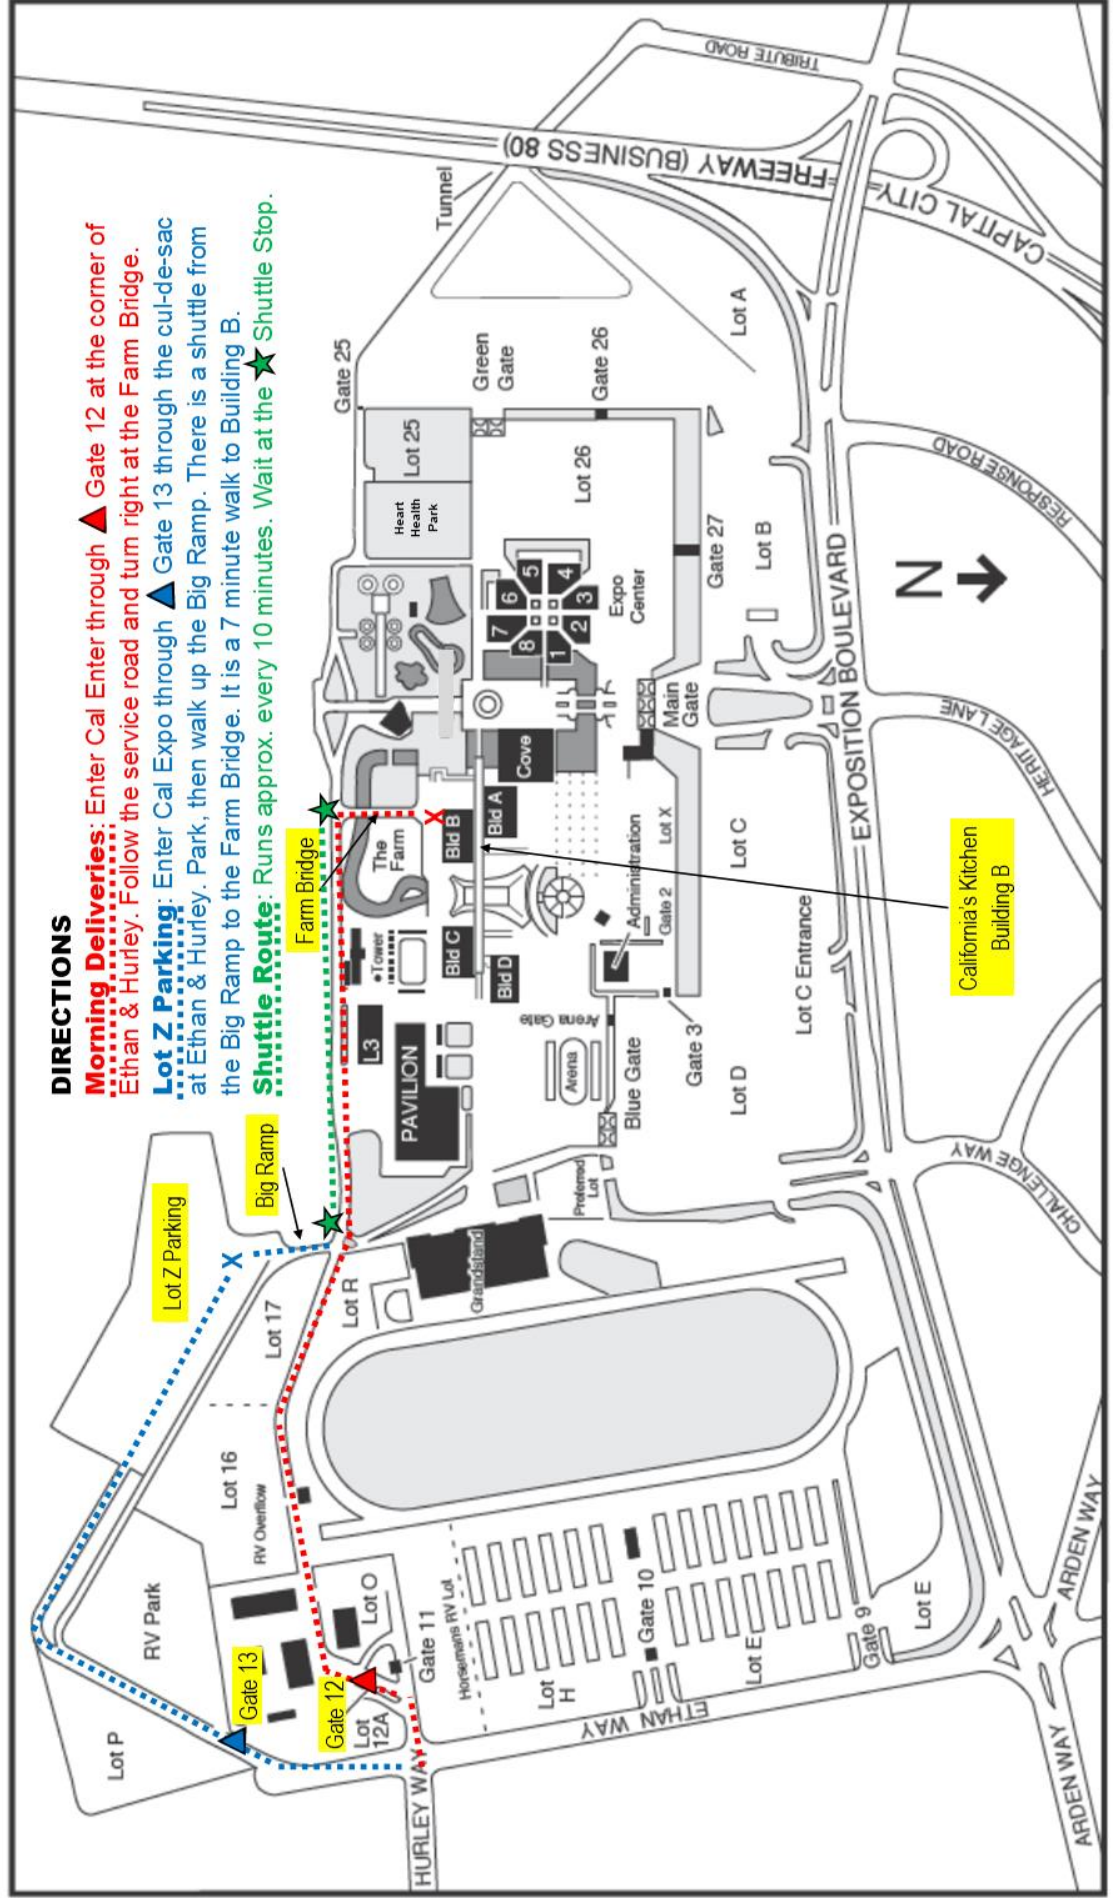 DIRECTIONS
Morning Deliveries: Enter Cal Enter through Gate 12 at the corner of
Ethan & Hurley. Follow the service road and turn right at the Farm Bridge.
Lot Z Parking: Enter Cal Expo through Gate 13 through the cul-de-sac
at Ethan & Hurley. Park, then walk up the Big Ramp. There is a shuttle from
the Big Ramp to the Farm Bridge. It is a 7 minute walk to Building B.
Shuttle Route: Runs approx. every 10 minutes. Wait at the Shuttle Stop.
Lot Z Parking
Big Ramp
Farm Bridge
Lot P
RV Park
Lot 16
RV Overflow
Lot 17
Gate 13
Gate 12
Lot
12A
Lot O
Gate 11
Lot R
X
L3
Tower
The
Farm
X
Gate 25
Lot 25
Heart
Health
Park
Tunnel
Green
Gate
Gate 26
Lot 26
HURLEY WAY
Horsemans RV Lot
Lot
H
Grandstand
PAVILION
Bld C
Bld D
Bld B
Bld A
Cove
8
7
6
5
4
3
2
1
Expo
Center
Arena
Arena Gate
Blue Gate
Preferred
Lot
Administration
Gate 2
Lot X
Main
Gate
Gate 27
Gate 3
Lot A
Lot B
Lot C
Lot D
Lot C Entrance
ETHAN WAY
Gate 10
Lot E
Gate 9
Lot E
EXPOSITION BOULEVARD
N
CAPITAL CITY
FREEWAY (BUSINESS 80)
TRIBUTE ROAD
RESPONSE ROAD
HERITAGE LANE
CHALLENGE WAY
ARDEN WAY
ARDEN WAY
California's Kitchen
Building B